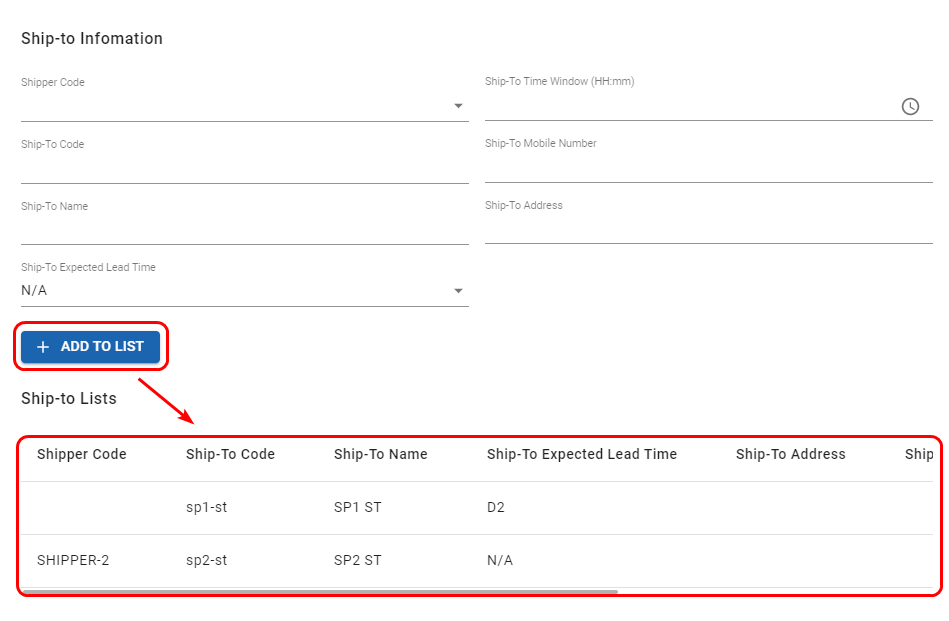 Ship-to Infomation
Shipper Code
Ship-To Time Window (HH:mm)
Ship-To Code
Ship-To Mobile Number
Ship-To Name
Ship-To Address
Ship-To Expected Lead Time
N/A
+ ADD TO LIST
Ship-to Lists
Shipper Code Ship-To Code Ship-To Name Ship-To Expected Lead Time Ship-To Address Ship
sp1-st SP1 ST D2
SHIPPER-2 sp2-st SP2 ST N/A